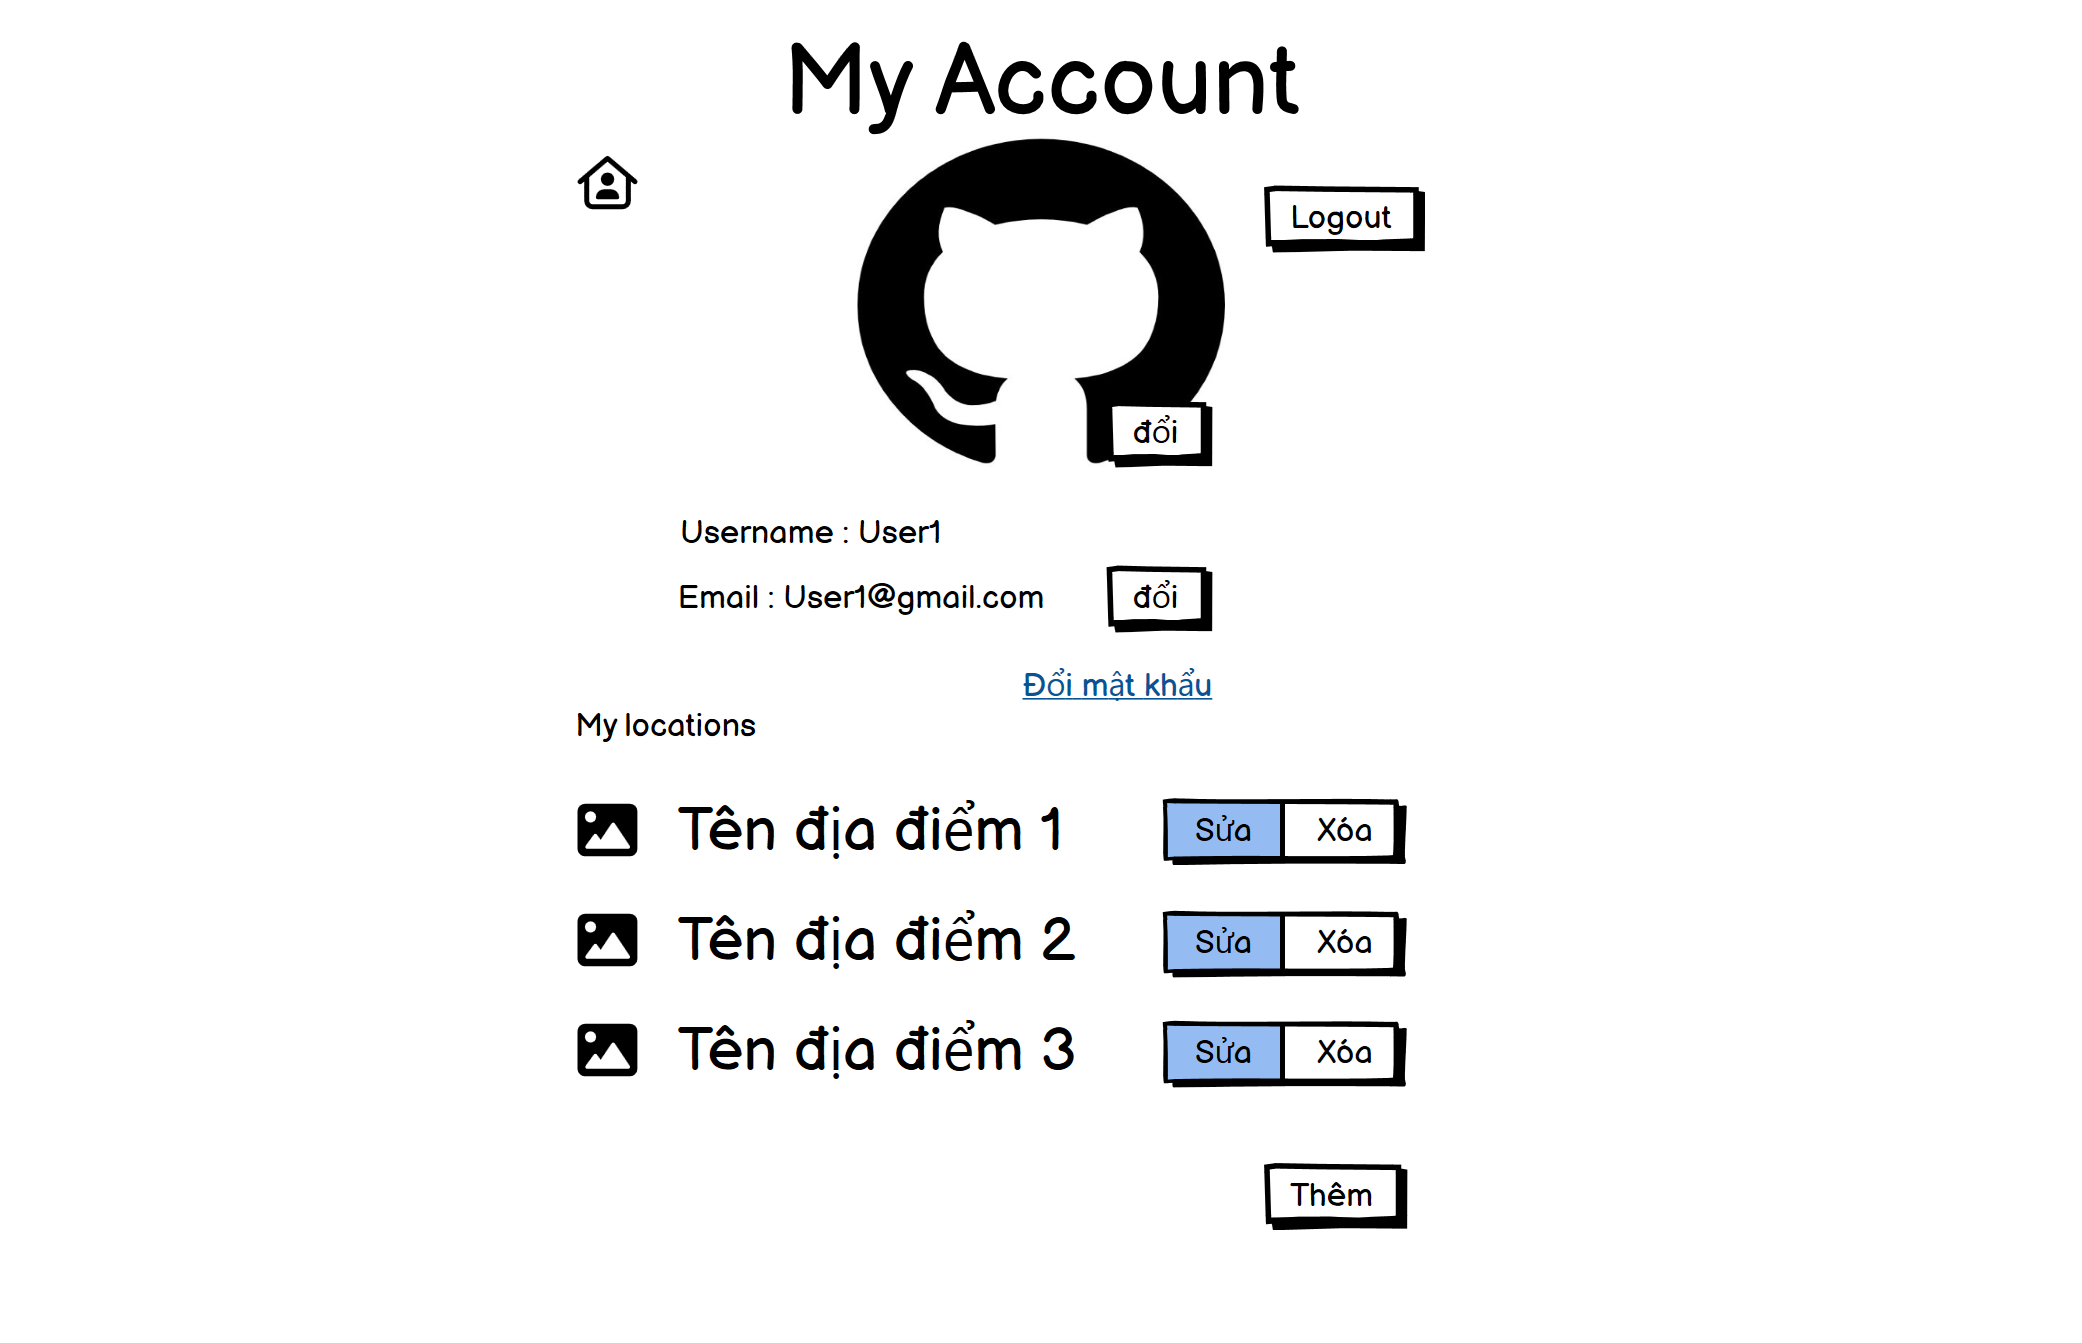 My Account
Logout
đổi
Username : User1
Email : User1@gmail.com
đổi
Đổi mật khẩu
My locations
Tên địa điểm 1
Sửa
Xóa
Tên địa điểm 2
Sửa
Xóa
Tên địa điểm 3
Sửa
Xóa
Thêm